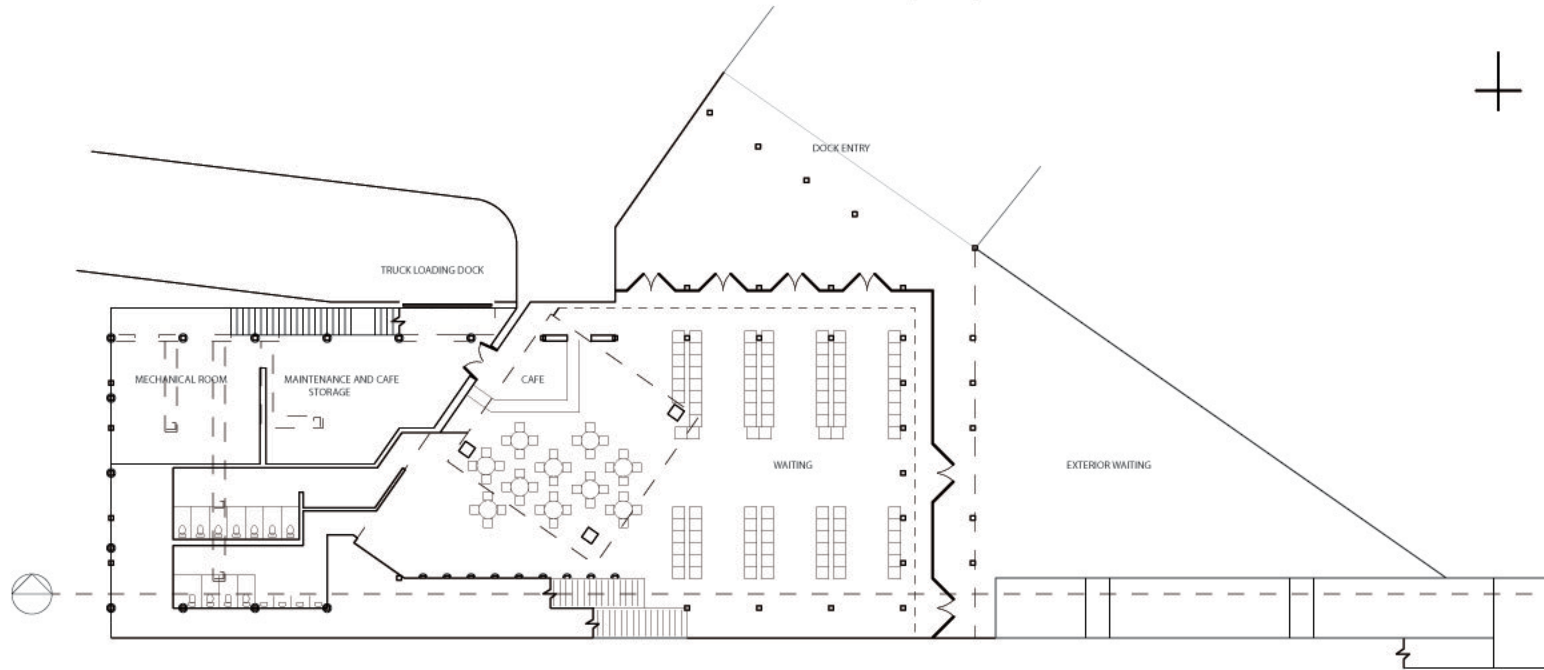 DOCK ENTRY
TRUCK LOADING DOCK
MECHANICAL ROOM
MAINTENANCE AND CAFE
STORAGE
CAFE
WAITING
EXTERIOR WAITING